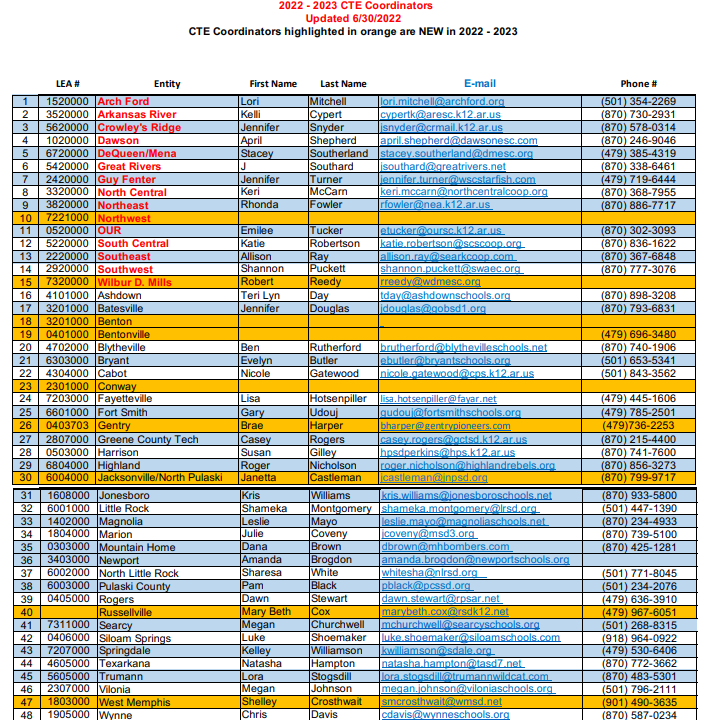 2022 - 2023 CTE Coordinators
Updated 6/30/2022
CTE Coordinators highlighted in orange are NEW in 2022 - 2023
LEA # Entity First Name Last Name E-mail Phone #
1 1520000 Arch Ford Lori Mitchell lori.mitchell@archford.org (501) 354-2269
2 3520000 Arkansas River Kelli Cypert cypertk@aresc.k12.ar.us (870) 730-2931
3 5620000 Crowley's Ridge Jennifer Snyder jsnyder@crmail.k12.ar.us (870) 578-0314
4 1020000 Dawson April Shepherd april.shepherd@dawsonesc.com (870) 246-9046
5 6720000 DeQueen/Mena Stacey Southerland stacey.southerland@dmesc.org (479) 385-4319
6 5420000 Great Rivers J Southard jsouthard@greatrivers.net (870) 338-6461
7 2420000 Guy Fenter Jennifer Turner jennifer.turner@wscstarfish.com (479) 719-6444
8 3320000 North Central Keri McCarn keri.mccarn@northcentralcoop.org (870) 368-7955
9 3820000 Northeast Rhonda Fowler rfowler@nea.k12.ar.us (870) 886-7717
10 7221000 Northwest
11 0520000 OUR Emilee Tucker etucker@oursc.k12.ar.us (870) 302-3093
12 5220000 South Central Katie Robertson katie.robertson@scscoop.org (870) 836-1622
13 2220000 Southeast Allison Ray allison.ray@searkcoop.com (870) 367-6848
14 2920000 Southwest Shannon Puckett shannon.puckett@swaec.org (870) 777-3076
15 7320000 Wilbur D. Mills Robert Reedy rreedy@wdmesc.org
16 4101000 Ashdown Teri Lyn Day tday@ashdownschools.org (870) 898-3208
17 3201000 Batesville Jennifer Douglas jdouglas@gobsd1.org (870) 793-6831
18 3201000 Benton
19 0401000 Bentonville (479) 696-3480
20 4702000 Blytheville Ben Rutherford brutherford@blythevilleschools.net (870) 740-1906
21 6303000 Bryant Evelyn Butler ebutler@bryantschools.org (501) 653-5341
22 4304000 Cabot Nicole Gatewood nicole.gatewood@cps.k12.ar.us (501) 843-3562
23 2301000 Conway
24 7203000 Fayetteville Lisa Hotsenpiller lisa.hotsenpiller@fayar.net (479) 445-1606
25 6601000 Fort Smith Gary Udouj gudouj@fortsmithschools.org (479) 785-2501
26 0403703 Gentry Brae Harper bharper@gentrypioneers.com (479)736-2253
27 2807000 Greene County Tech Casey Rogers casey.rogers@gctsd.k12.ar.us (870) 215-4400
28 0503000 Harrison Susan Gilley hpsdperkins@hps.k12.ar.us (870) 741-7600
29 6804000 Highland Roger Nicholson roger.nicholson@highlandrebels.org (870) 856-3273
30 6004000 Jacksonville/North Pulaski Janetta Castleman jcastleman@jnpsd.org (870) 799-9717
31 1608000 Jonesboro Kris Williams kris.williams@jonesboroschools.net (870) 933-5800
32 6001000 Little Rock Shameka Montgomery shameka.montgomery@lrsd.org (501) 447-1390
33 1402000 Magnolia Leslie Mayo leslie.mayo@magnoliaschools.net (870) 234-4933
34 1804000 Marion Julie Coveny jcoveny@msd3.org (870) 739-5100
35 0303000 Mountain Home Dana Brown dbrown@mhbombers.com (870) 425-1281
36 3403000 Newport Amanda Brogdon amanda.brogdon@newportschools.org
37 6002000 North Little Rock Sharesa White whitesha@nlrsd.org (501) 771-8045
38 6003000 Pulaski County Pam Black pblack@pcssd.org (501) 234-2076
39 0405000 Rogers Dawn Stewart dawn.stewart@rpsar.net (479) 636-3910
40 Russellville Mary Beth Cox marybeth.cox@rsdk12.net (479) 967-6051
41 7311000 Searcy Megan Churchwell mchurchwell@searcyschools.org (501) 268-8315
42 0406000 Siloam Springs Luke Shoemaker luke.shoemaker@siloamschools.com (918) 964-0922
43 7207000 Springdale Kelley Williamson kwilliamson@sdale.org (479) 530-6406
44 4605000 Texarkana Natasha Hampton natasha.hampton@tasd7.net (870) 772-3662
45 5605000 Trumann Lora Stogsdill lora.stogsdill@trumannwildcat.com (870) 483-5301
46 2307000 Vilonia Megan Johnson megan.johnson@viloniaschools.org (501) 796-2111
47 1803000 West Memphis Shelley Crosthwait smcrosthwait@wmsd.net (901) 490-3635
48 1905000 Wynne Chris Davis cdavis@wynneschools.org (870) 587-0234